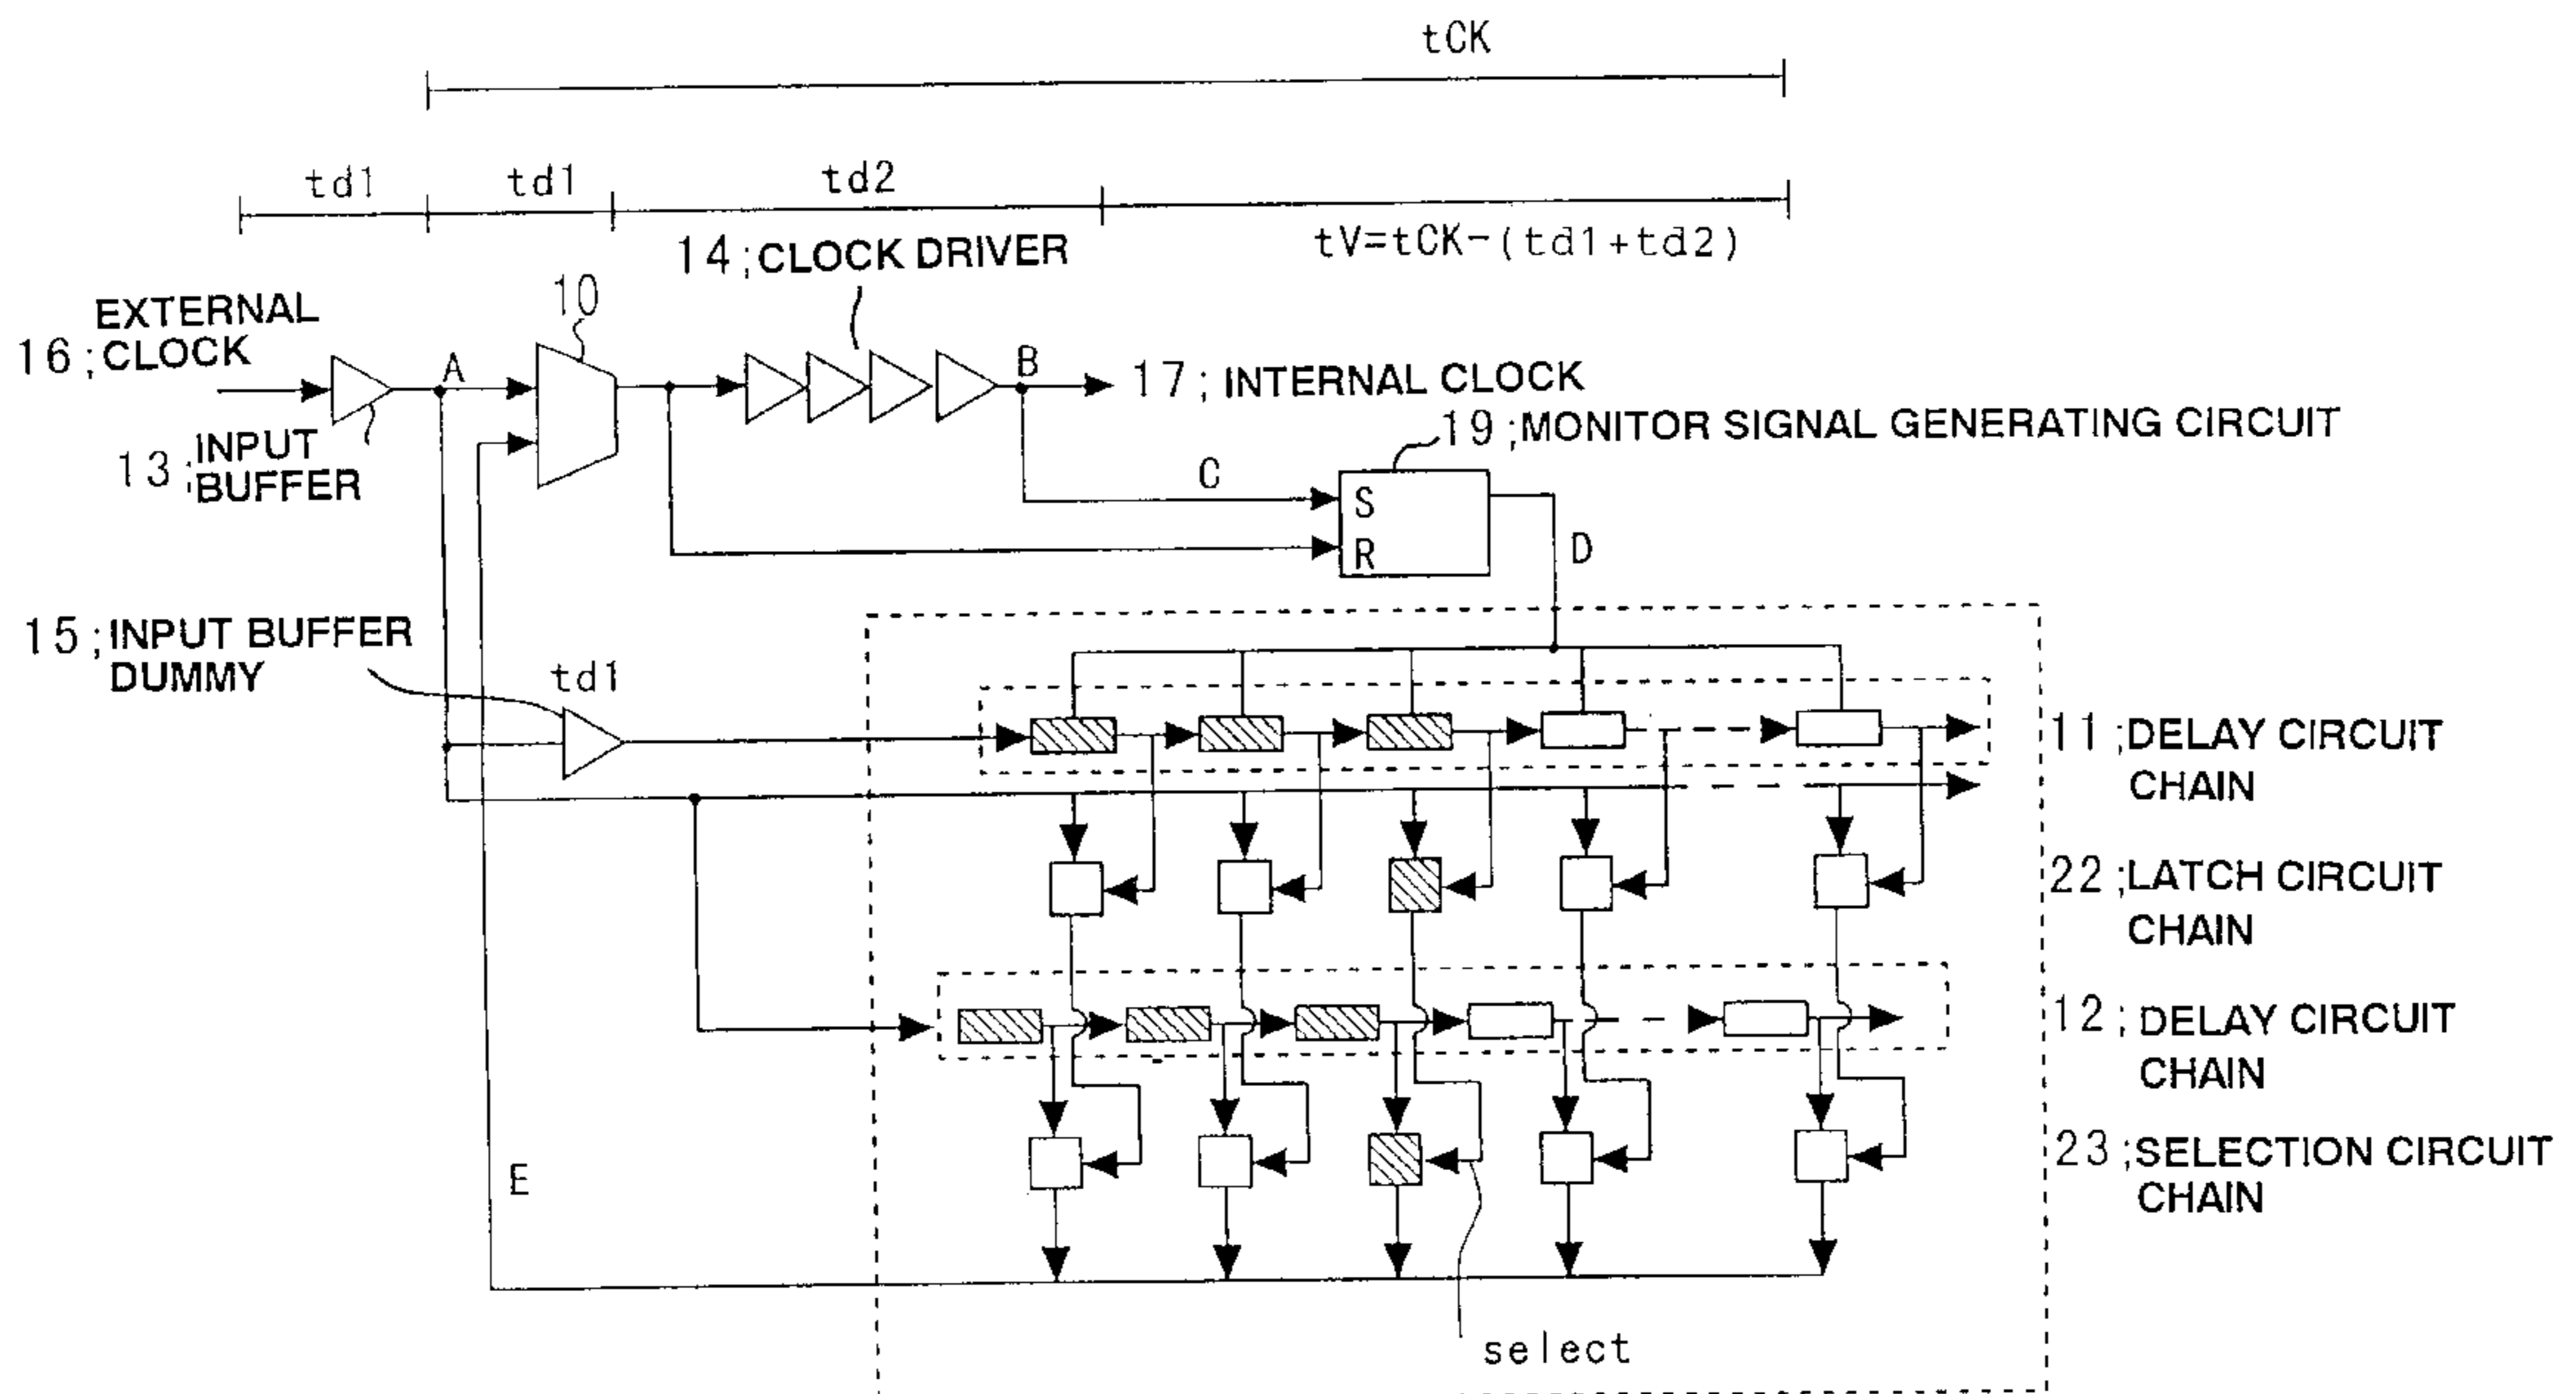 tCK
td1
td1
td2
tV=tCK-(td1+td2)
14;CLOCK DRIVER
10
EXTERNAL
16;CLOCK
A
B
17; INTERNAL CLOCK
INPUT
13;BUFFER
19;MONITOR SIGNAL GENERATING CIRCUIT
C
S
R
D
15;INPUT BUFFER
DUMMY
td1
11;DELAY CIRCUIT
CHAIN
22;LATCH CIRCUIT
CHAIN
12; DELAY CIRCUIT
CHAIN
23;SELECTION CIRCUIT
CHAIN
E
select